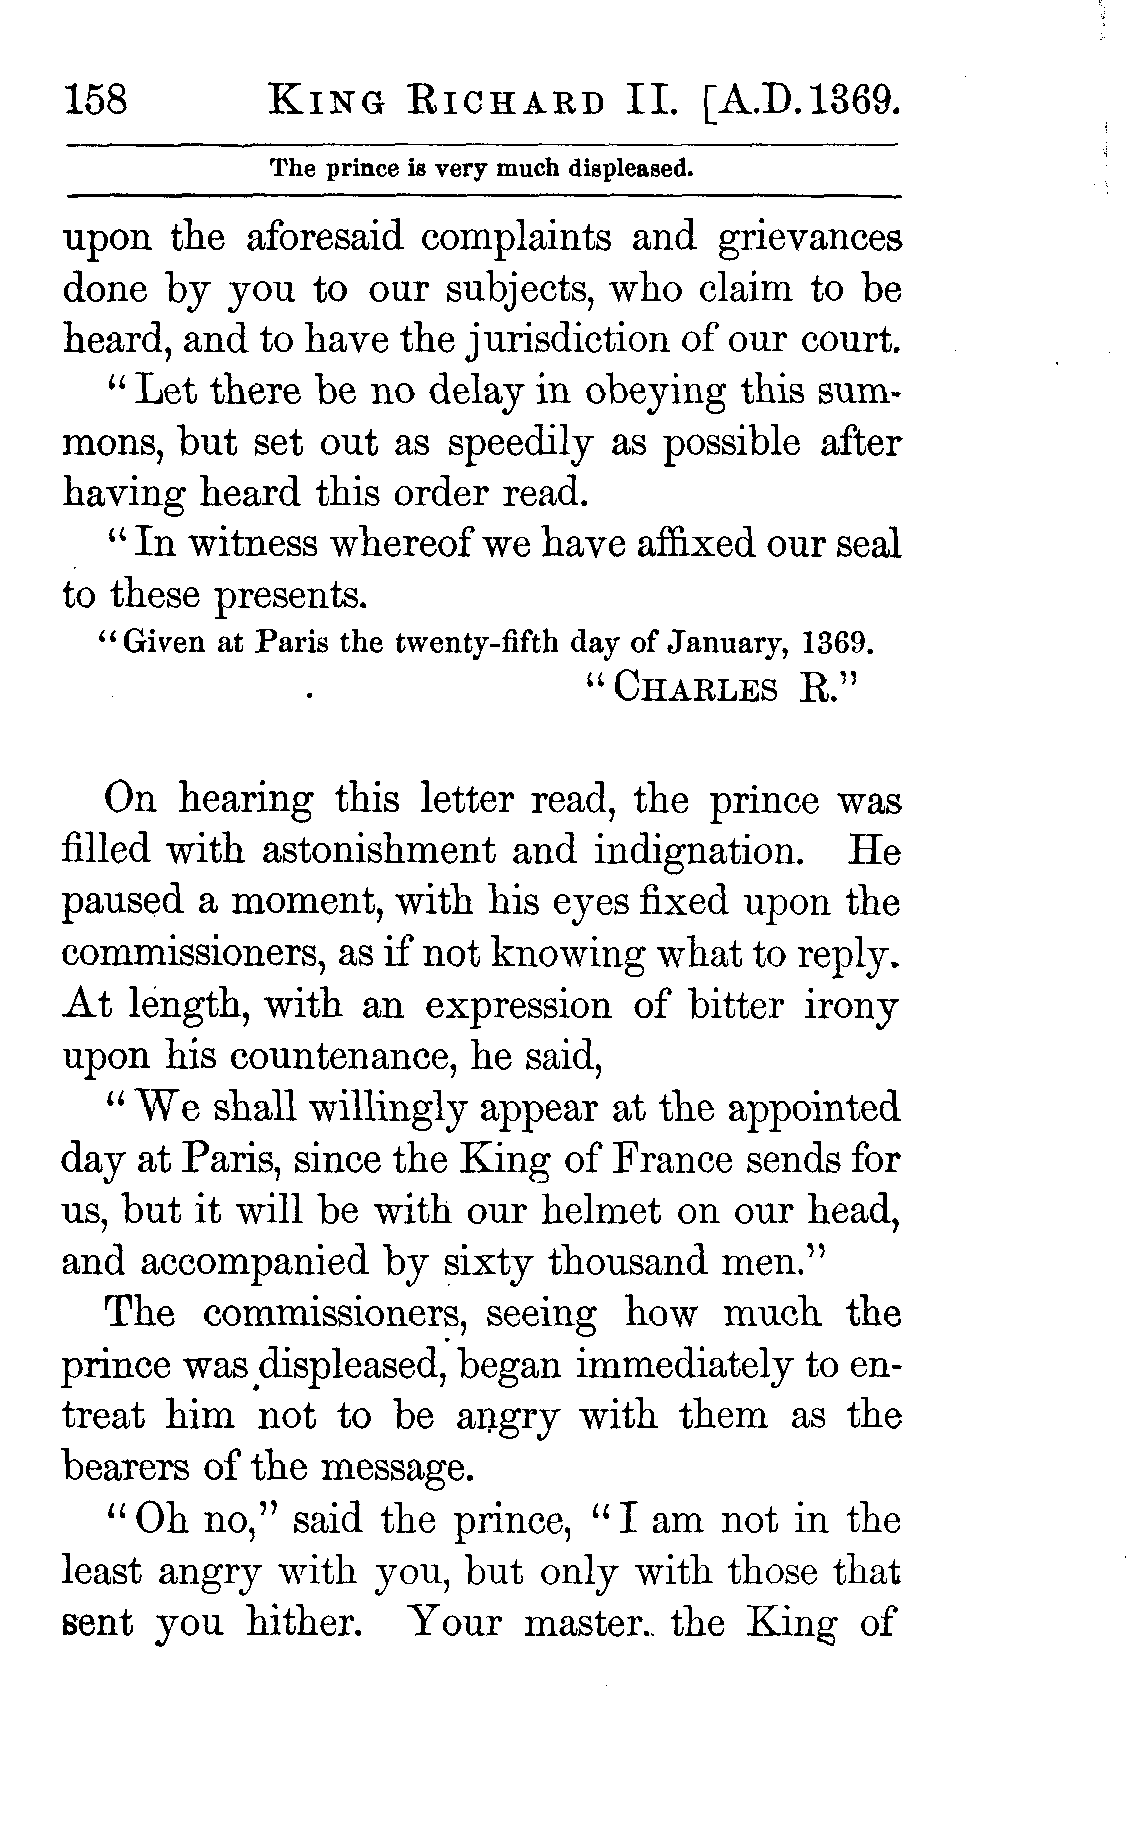 158 KING RICHARD II. [A.D. 1369.
The prince is very much displeased.
upon the aforesaid complaints and grievances
done by you to our subjects, who claim to be
heard, and to have the jurisdiction of our court.
"Let there be no delay in obeying this sum-
mons, but set out as speedily as possible after
having heard this order read.
"In witness whereof we have affixed our seal
to these presents.
"Given at Paris the twenty-fifth day of January, 1369.
"CHARLES R."
On hearing this letter read, the prince was
filled with astonishment and indignation. He
paused a moment, with his eyes fixed upon the
commissioners, as if not knowing what to reply.
At length, with an expression of bitter irony
upon his countenance, he said,
"We shall willingly appear at the appointed
day at Paris, since the King of France sends for
us, but it will be with our helmet on our head,
and accompanied by sixty thousand men."
The commissioners, seeing how much the
prince was displeased, began immediately to en-
treat him not to be angry with them as the
bearers of the message.
"Oh no," said the prince, "I am not in the
least angry with you, but only with those that
sent you hither. Your master, the King of